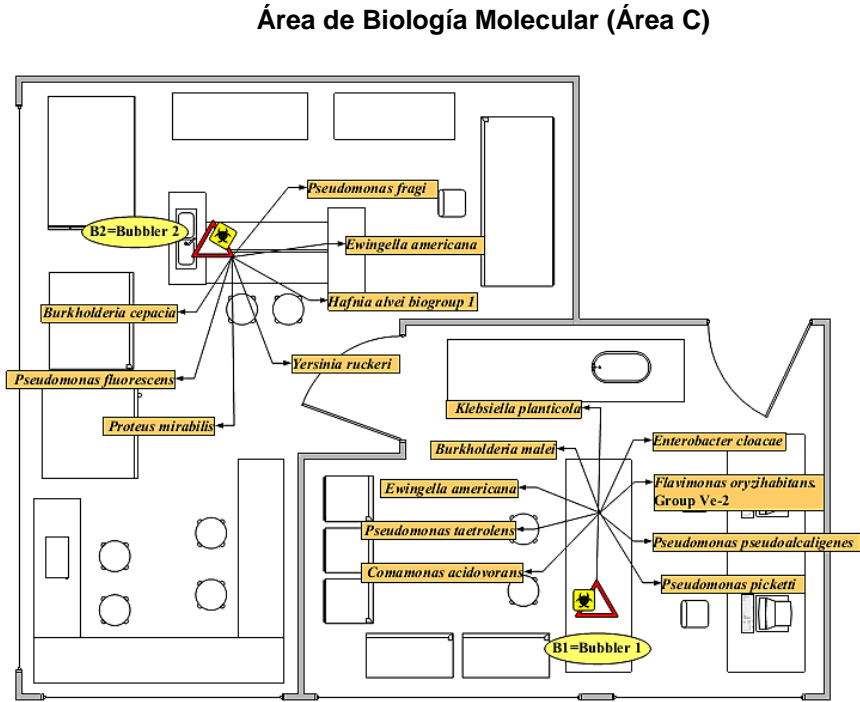 Área de Biología Molecular (Área C)
Pseudomonas fragi
B2=Bubbler 2
Ewingella americana
Hafnia alvei biogroup 1
Burkholderia cepacia
Yersinia ruckeri
Pseudomonas fluorescens
Proteus mirabilis
Klebsiella planticola
Burkholderia malei
Enterobacter cloacae
Ewingella americana
Flavimonas oryzihabitans.
Group Ve-2
Pseudomonas taetrolens
Pseudomonas pseudoalcaligenes
Comamonas acidovorans
Pseudomonas picketti
B1=Bubbler 1